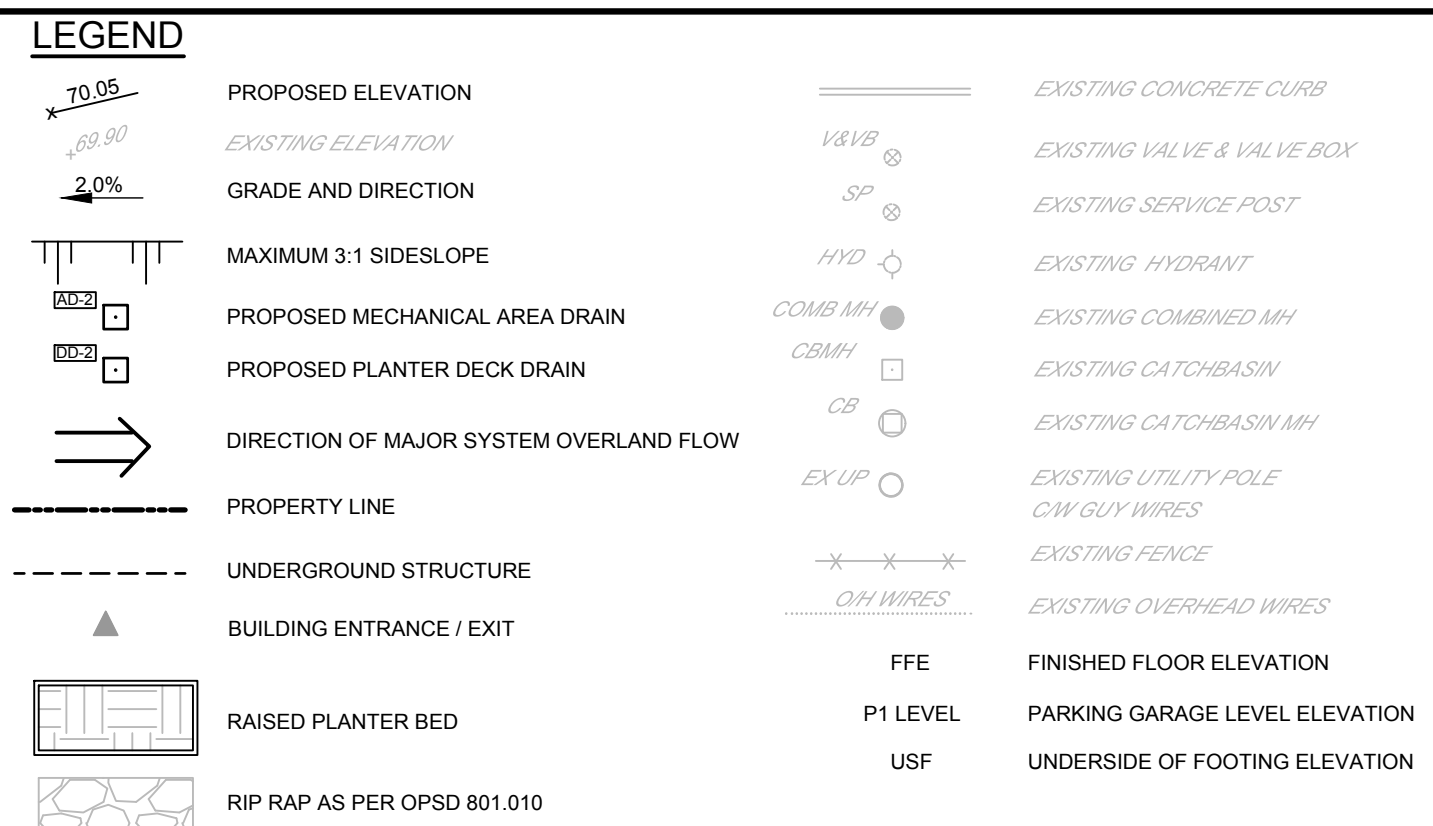 LEGEND
70.05 PROPOSED ELEVATION
69.90 EXISTING ELEVATION
2.0% GRADE AND DIRECTION
MAXIMUM 3:1 SIDESLOPE
AD-2 PROPOSED MECHANICAL AREA DRAIN
DD-2 PROPOSED PLANTER DECK DRAIN
DIRECTION OF MAJOR SYSTEM OVERLAND FLOW
PROPERTY LINE
UNDERGROUND STRUCTURE
BUILDING ENTRANCE / EXIT
RAISED PLANTER BED
RIP RAP AS PER OPSD 801.010
EXISTING CONCRETE CURB
V&VB EXISTING VALVE & VALVE BOX
SP EXISTING SERVICE POST
HYD EXISTING HYDRANT
COMB MH EXISTING COMBINED MH
CBMH EXISTING CATCHBASIN
CB EXISTING CATCHBASIN MH
EX UP EXISTING UTILITY POLE
C/W GUY WIRES
EXISTING FENCE
O/H WIRES EXISTING OVERHEAD WIRES
FFE FINISHED FLOOR ELEVATION
P1 LEVEL PARKING GARAGE LEVEL ELEVATION
USF UNDERSIDE OF FOOTING ELEVATION